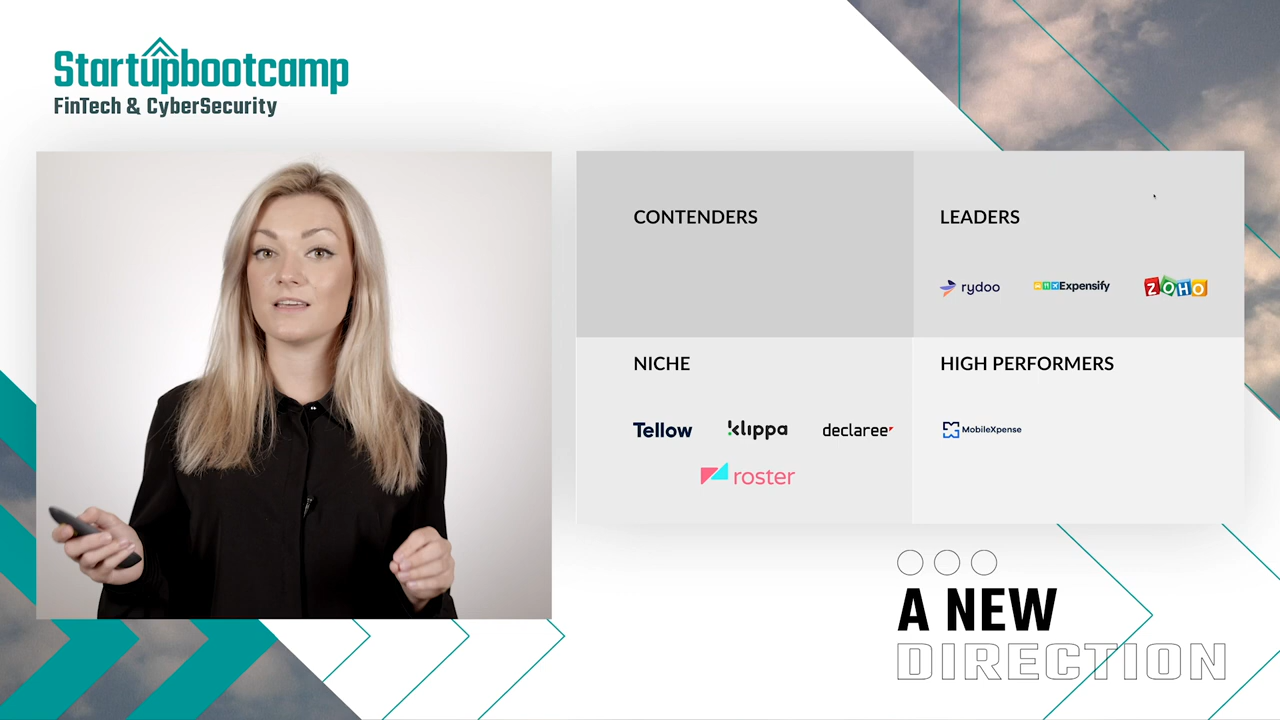 Startupbootcamp
FinTech & CyberSecurity
CONTENDERS
LEADERS
rydoo
Expensify
ZOHO
NICHE
HIGH PERFORMERS
Tellow
klippa
declaree
MobileXpense
roster
A NEW
DIRECTION